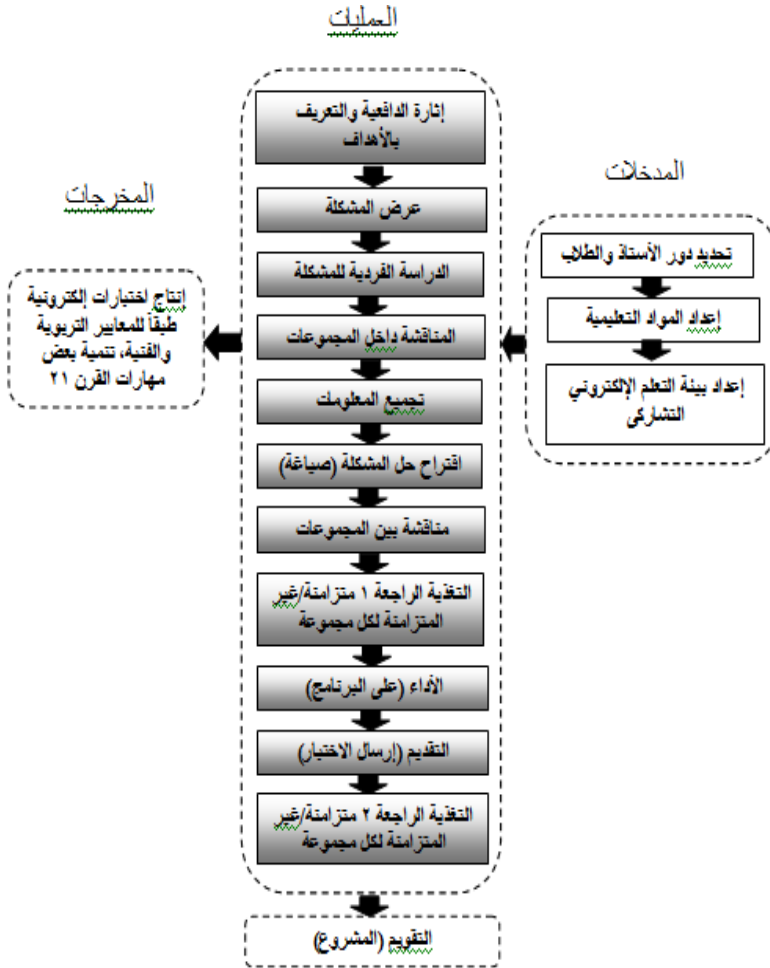 العمليات
إثارة الدافعية والتعريف
بالأهداف
عرض المشكلة
الدراسة الفردية للمشكلة
المناقشة داخل المجموعات
تجميع المعلومات
اقتراح حل المشكلة (صياغة)
مناقشة بين المجموعات
التغذية الراجعة ١ متزامنة/غير
المتزامنة لكل مجموعة
الأداء (على البرنامج)
التقديم (إرسال الاختبار)
التغذية الراجعة ٢ متزامنة/غير
المتزامنة لكل مجموعة
التقويم (المشروع)
المدخلات
تحديد دور الأستاذ والطلاب
إعداد المواد التعليمية
إعداد بيئة التعلم الإلكتروني
التشاركي
المخرجات
إنتاج اختبارات إلكترونية
طبقاً للمعايير التربوية
والفنية، تنمية بعض
مهارات القرن ٢١